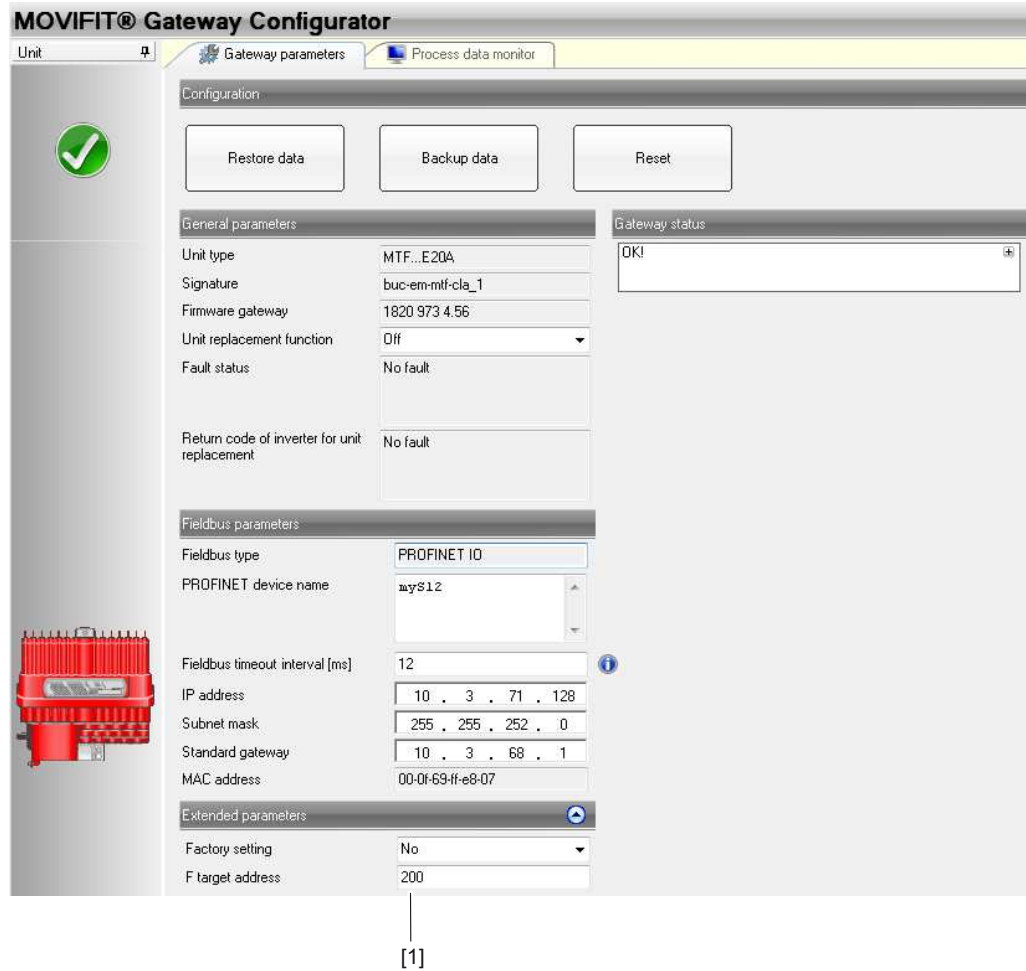 MOVIFIT® Gateway Configurator
Unit
Gateway parameters
Process data monitor
Configuration
Restore data
Backup data
Reset
General parameters
Gateway status
Unit type
MTF...E20A
OK!
Signature
buc-em-mtf-cla_1
Firmware gateway
1820 973 4.56
Unit replacement function
Off
Fault status
No fault
Return code of inverter for unit
replacement
No fault
Fieldbus parameters
Fieldbus type
PROFINET IO
PROFINET device name
myS12
Fieldbus timeout interval [ms]
12
IP address
10 . 3 . 71 . 128
Subnet mask
255 . 255 . 252 . 0
Standard gateway
10 . 3 . 68 . 1
MAC address
00-0f-69-ff-e8-07
Extended parameters
Factory setting
No
F target address
200
[1]